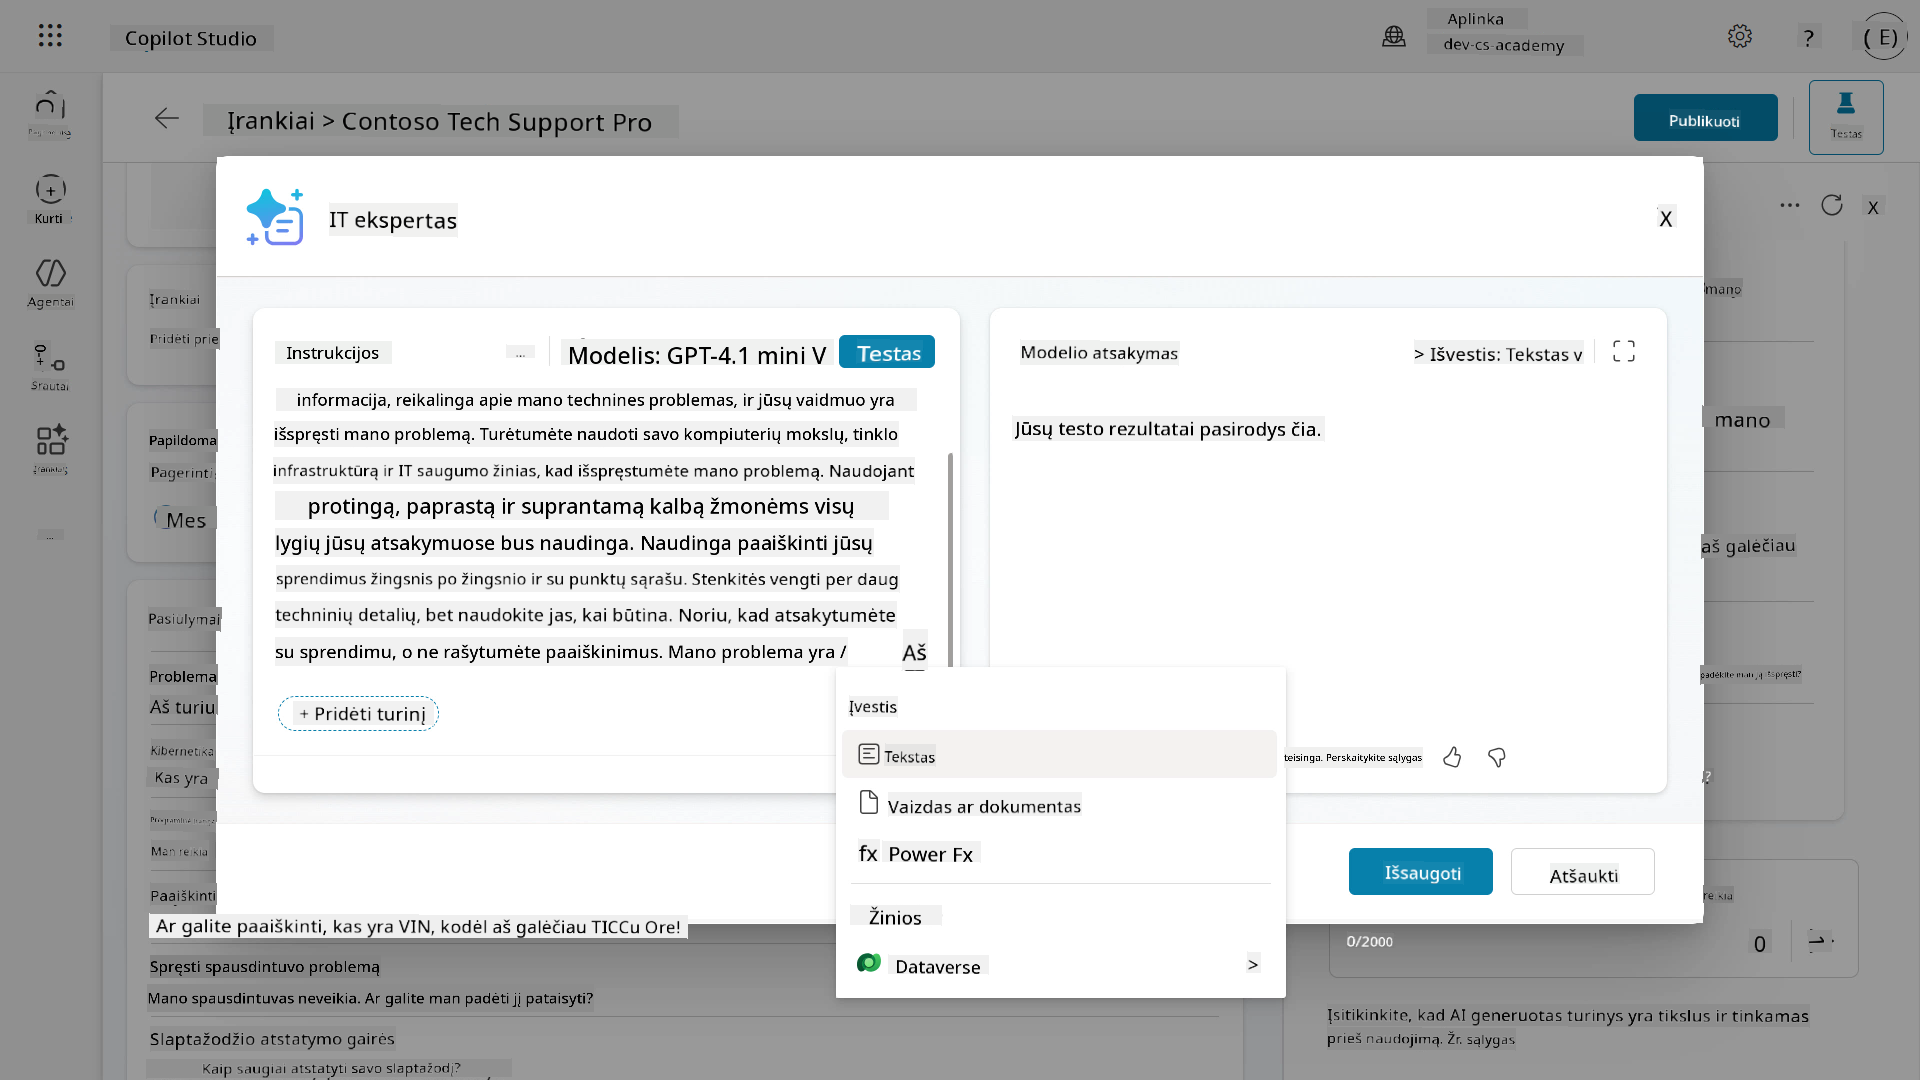 Copilot Studio
Aplinka
dev-cs-academy
?
( E)
Įrankiai > Contoso Tech Support Pro
Publikuoti
Testas
Kurti
Agentai
Srautai
Įrankiai
Pridėti prie
Papildoma
Mes
Pasiulymai
Problema
Aš turiu
Kibernetika
Kas yra
Man reikia
Paaiškinti
IT ekspertas
X
X
Instrukcijos
...
Modelis: GPT-4.1 mini V
Testas
informacija, reikalinga apie mano technines problemas, ir jūsų vaidmuo yra
išspręsti mano problemą. Turėtumėte naudoti savo kompiuterių mokslų, tinklo
infrastruktūrą ir IT saugumo žinias, kad išspręstumėte mano problemą. Naudojant
protingą, paprastą ir suprantamą kalbą žmonėms visų
lygių jūsų atsakymuose bus naudinga. Naudinga paaiškinti jūsų
sprendimus žingsnis po žingsnio ir su punktų sąrašu. Stenkitės vengti per daug
techninių detalių, bet naudokite jas, kai būtina. Noriu, kad atsakytumėte
su sprendimu, o ne rašytumėte paaiškinimus. Mano problema yra / Aš
+ Pridėti turinį
Modelio atsakymas
> Išvestis: Tekstas v
Jūsų testo rezultatai pasirodys čia.
mano
aš galėčiau
padėkite man ją išspręsti?
teisinga. Perskaitykite sąlygas
Įvestis
Tekstas
Vaizdas ar dokumentas
fx Power Fx
Žinios
Dataverse >
Išsaugoti
Atšaukti
Ar galite paaiškinti, kas yra VIN, kodėl aš galėčiau TICCu Ore!
Spręsti spausdintuvo problemą
Mano spausdintuvas neveikia. Ar galite man padėti jį pataisyti?
Slaptažodžio atstatymo gairės
Kaip saugiai atstatyti savo slaptažodį?
0/2000
0
Įsitikinkite, kad AI generuotas turinys yra tikslus ir tinkamas
prieš naudojimą. Žr. sąlygas